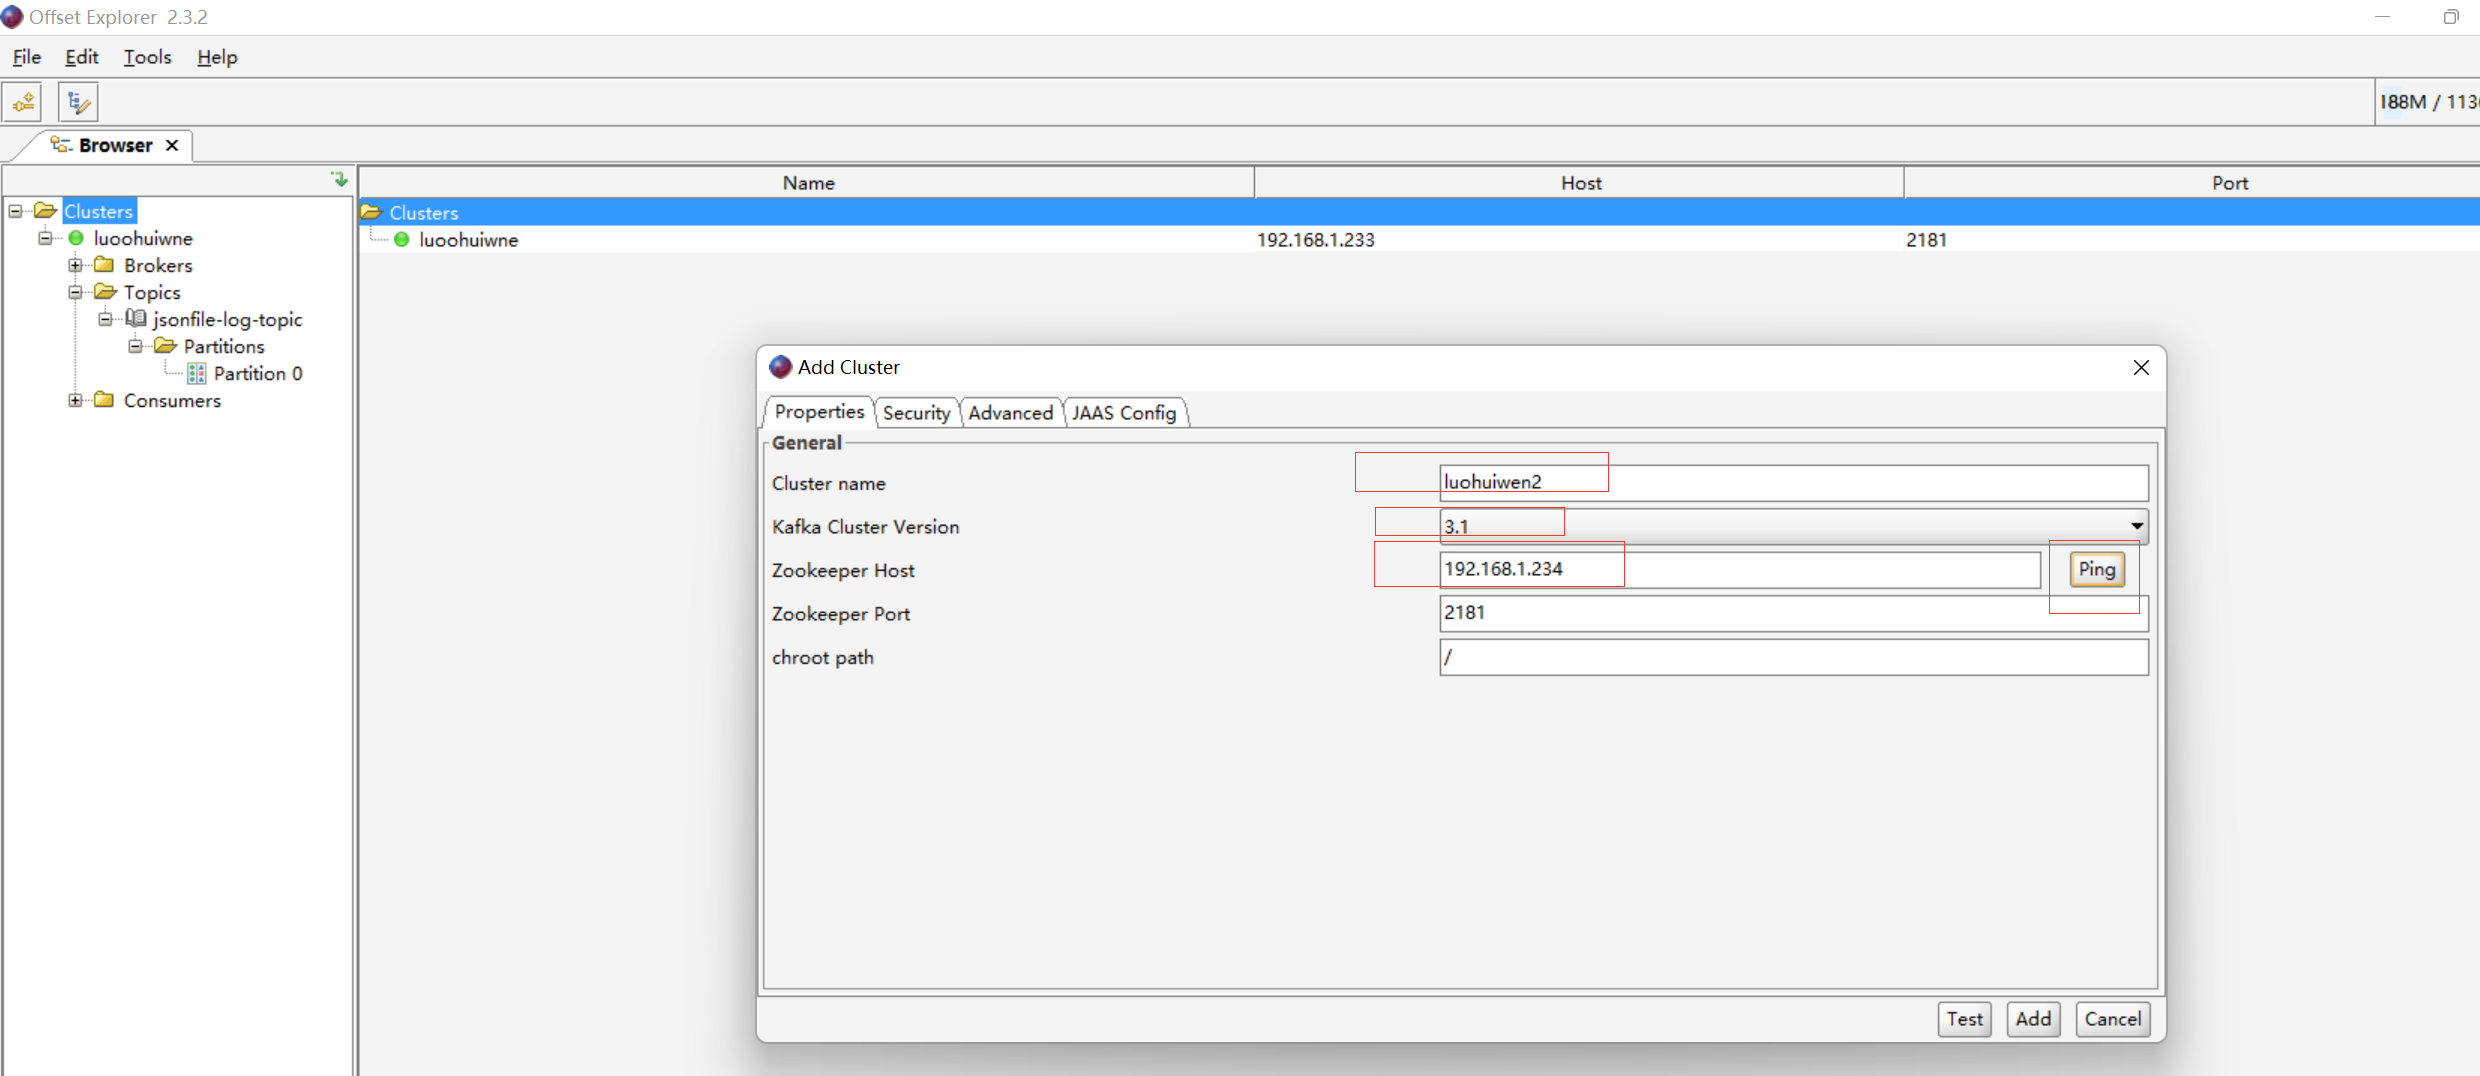 Offset Explorer 2.3.2
File Edit Tools Help
188M / 113
Browser
Name Host Port
Clusters
luoohuiwne
Brokers
Topics
jsonfile-log-topic
Partitions
Partition 0
Consumers
Clusters
luoohuiwne 192.168.1.233 2181
Add Cluster
Properties Security Advanced JAAS Config
General
Cluster name luohuiwen2
Kafka Cluster Version 3.1
Zookeeper Host 192.168.1.234 Ping
Zookeeper Port 2181
chroot path /
Test Add Cancel